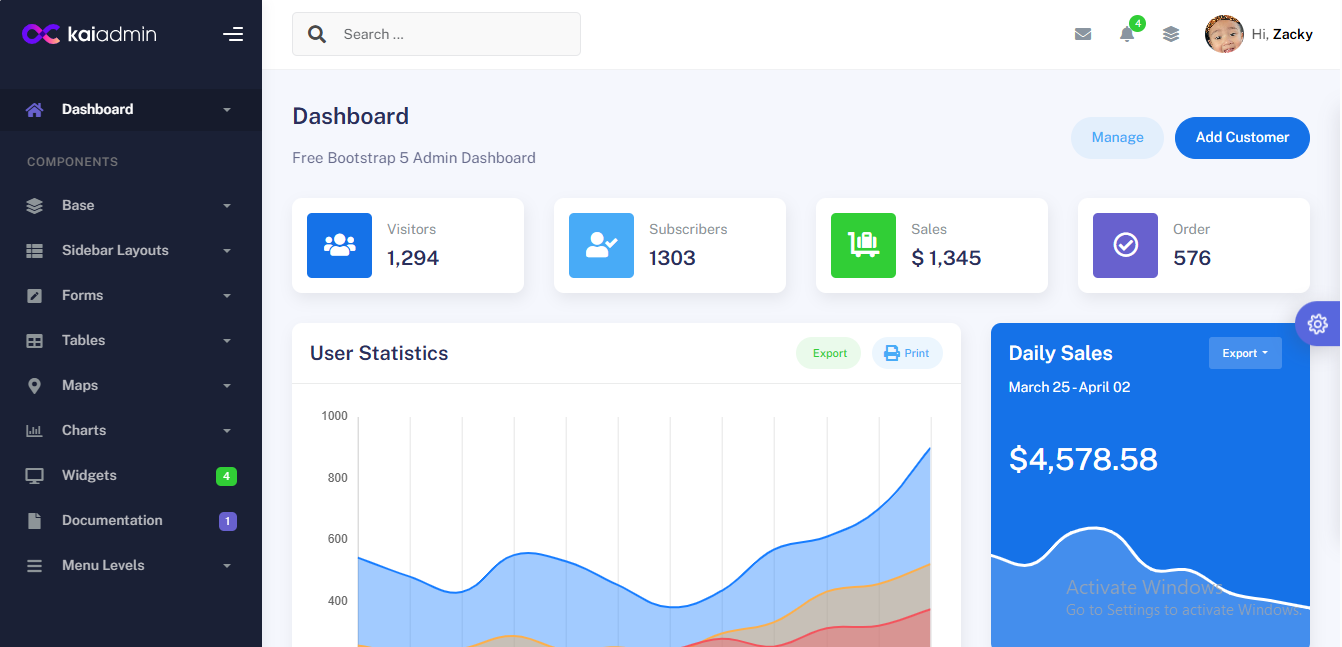 kaiadmin
Search ...
4
Hi, Zacky
Dashboard
COMPONENTS
Base
Sidebar Layouts
Forms
Tables
Maps
Charts
Widgets 4
Documentation 1
Menu Levels
Dashboard
Free Bootstrap 5 Admin Dashboard
Manage
Add Customer
Visitors
1,294
Subscribers
1303
Sales
$ 1,345
Order
576
User Statistics
Export
Print
1000
800
600
400
Daily Sales
Export
March 25 - April 02
$4,578.58
Activate Windows
Go to Settings to activate Windows.